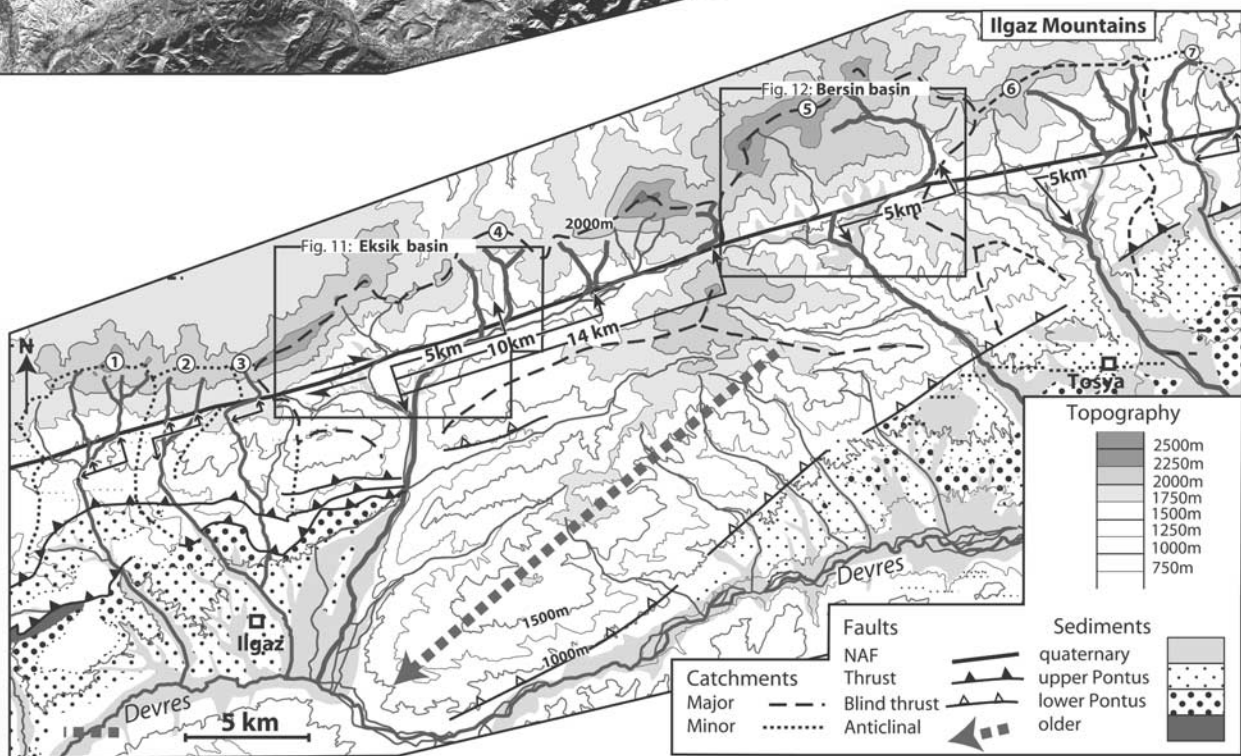 Ilgaz Mountains
7
6
Fig. 12: Bersin basin
5
5km
5km
2000m
4
Fig. 11: Eksik basin
14 km
10km
5km
N
1
2
3
Tosya
Ilgaz
Devres
Devres
1500m
1000m
5 km
Topography
2500m
2250m
2000m
1750m
1500m
1250m
1000m
750m
Catchments
Major
Minor
Faults
NAF
Thrust
Blind thrust
Anticlinal
Sediments
quaternary
upper Pontus
lower Pontus
older